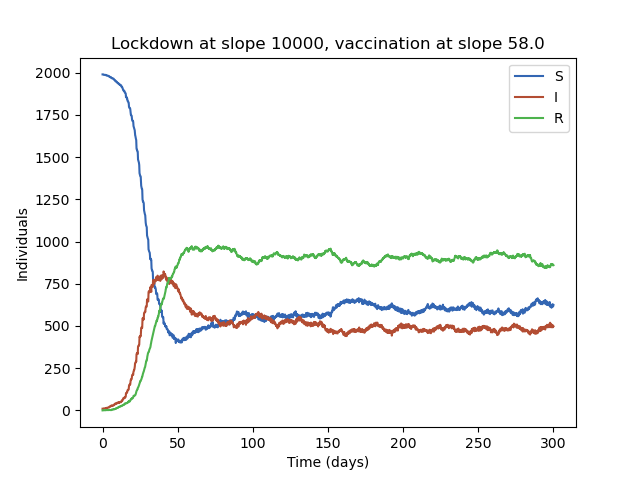 Lockdown at slope 10000, vaccination at slope 58.0
S
I
R
2000
1750
1500
1250
1000
750
500
250
0
Individuals
0 50 100 150 200 250 300
Time (days)